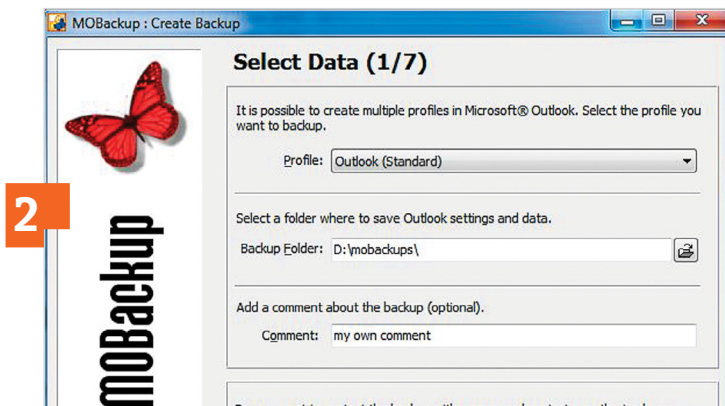 MOBackup : Create Backup
Select Data (1/7)
It is possible to create multiple profiles in Microsoft® Outlook. Select the profile you
want to backup.
Profile: Outlook (Standard)
2
Select a folder where to save Outlook settings and data.
Backup Folder: D:\mobackups\
Add a comment about the backup (optional).
Comment: my own comment
MOBackup